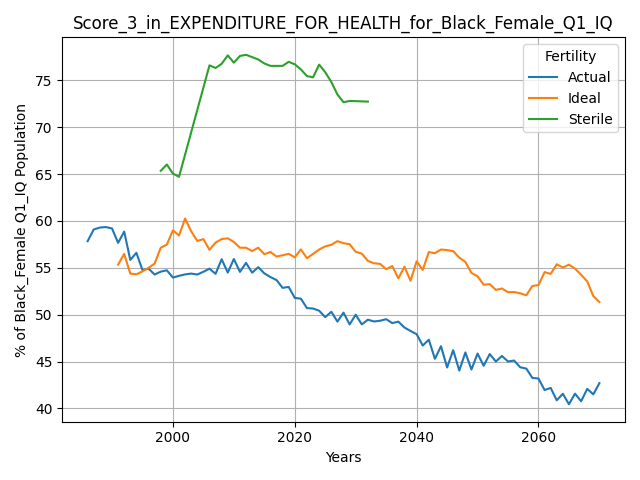 Score_3_in_EXPENDITURE_FOR_HEALTH_for_Black_Female_Q1_IQ
Fertility
Actual
Ideal
Sterile
% of Black_Female Q1_IQ Population
75
70
65
60
55
50
45
40
2000
2020
2040
2060
Years